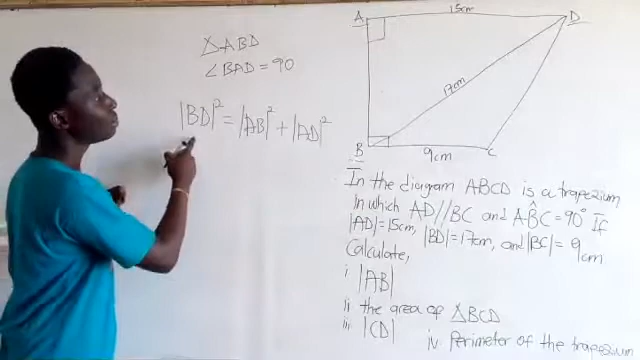 △ABD
∠BAD = 90
|BD|² = |AB|² + |AD|²
A 15cm D
17cm
B 9cm C
In the diagram ABCD is a trapezium
in which AD//BC and AB̂C = 90° If
|AD| = 15cm, |BD| = 17cm, and |BC| = 9cm
Calculate,
i |AB|
ii the area of △BCD
iii |CD| iv Perimeter of the trapezium